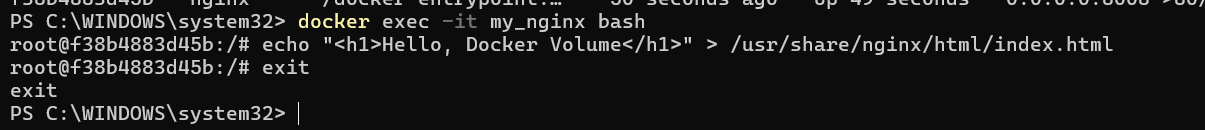 PS C:\WINDOWS\system32> docker exec -it my_nginx bash
root@f38b4883d45b:/# echo "<h1>Hello, Docker Volume</h1>" > /usr/share/nginx/html/index.html
root@f38b4883d45b:/# exit
exit
PS C:\WINDOWS\system32>